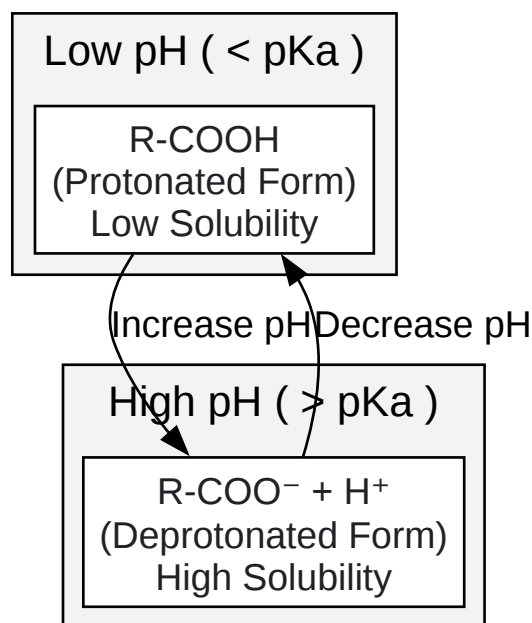 Low pH ( < pKa )
R-COOH
(Protonated Form)
Low Solubility
Increase pH
Decrease pH
High pH ( > pKa )
R-COO⁻ + H⁺
(Deprotonated Form)
High Solubility